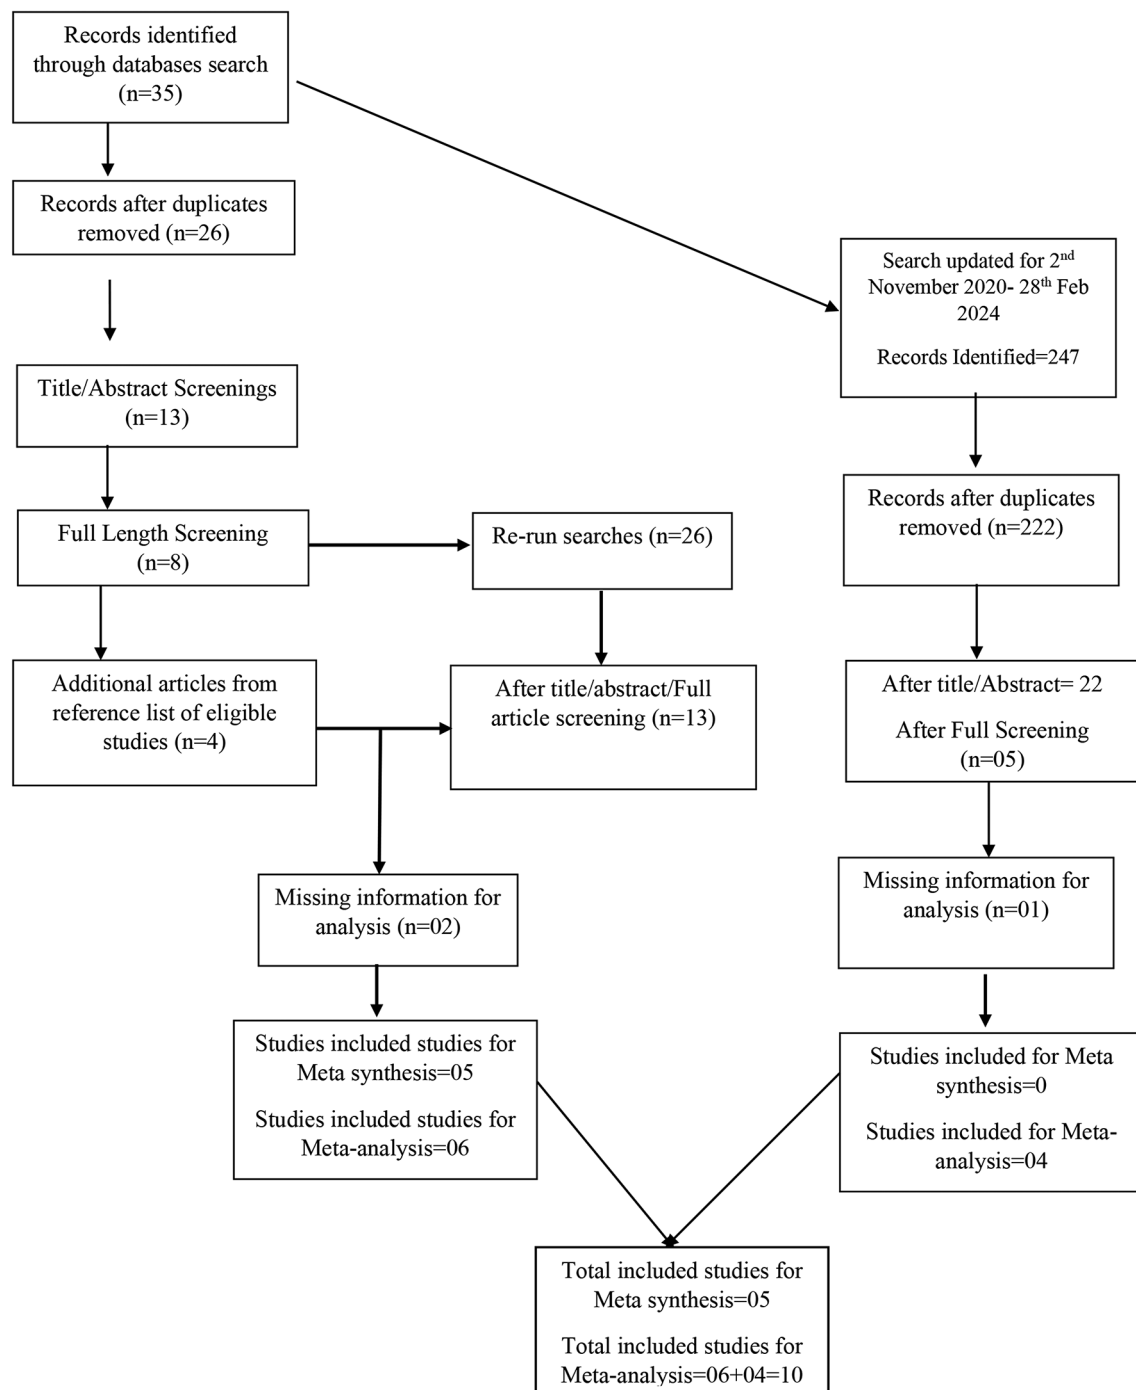 Records identified
through databases search
(n=35)
Records after duplicates
removed (n=26)
Title/Abstract Screenings
(n=13)
Full Length Screening
(n=8)
Additional articles from
reference list of eligible
studies (n=4)
Re-run searches (n=26)
After title/abstract/Full
article screening (n=13)
Missing information for
analysis (n=02)
Studies included studies for
Meta synthesis=05
Studies included studies for
Meta-analysis=06
Search updated for 2nd
November 2020- 28th Feb
2024
Records Identified=247
Records after duplicates
removed (n=222)
After title/Abstract= 22
After Full Screening
(n=05)
Missing information for
analysis (n=01)
Studies included for Meta
synthesis=0
Studies included for Meta-
analysis=04
Total included studies for
Meta synthesis=05
Total included studies for
Meta-analysis=06+04=10